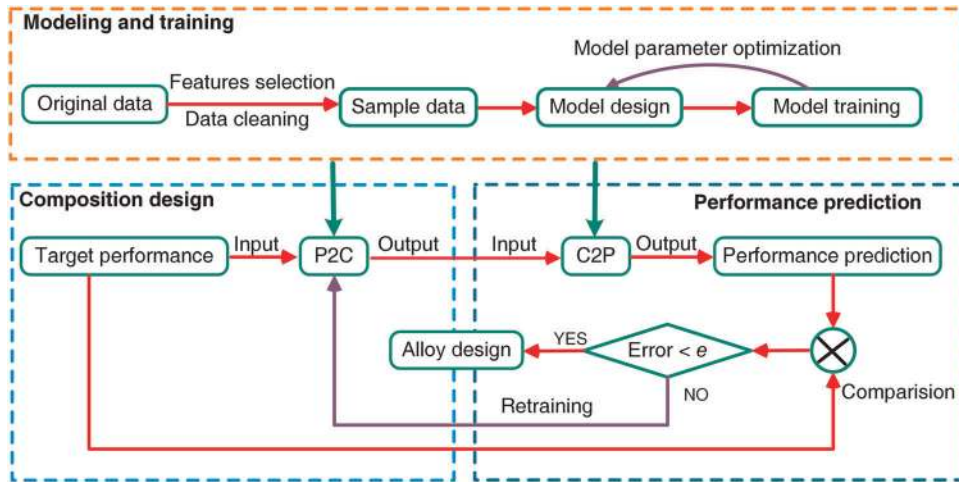 Modeling and training
Model parameter optimization
Features selection
Original data
Sample data
Model design
Model training
Data cleaning
Composition design
Performance prediction
Target performance
Input
P2C
Output
Input
C2P
Output
Performance prediction
Alloy design
YES
Error < e
NO
Comparision
Retraining